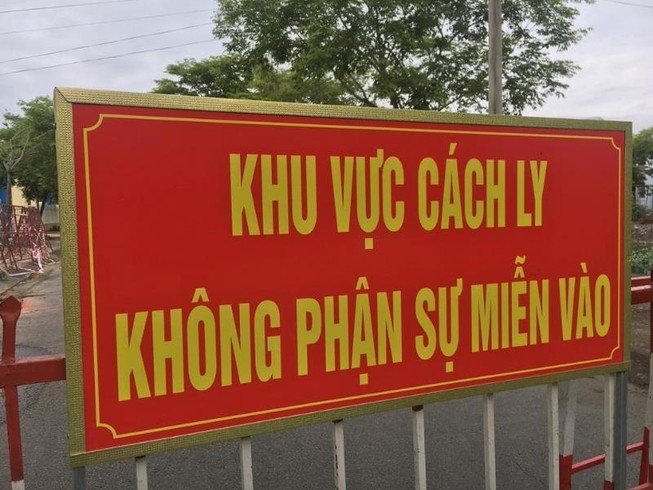 KHU VỰC CÁCH LY
KHÔNG PHẬN SỰ MIỄN VÀO